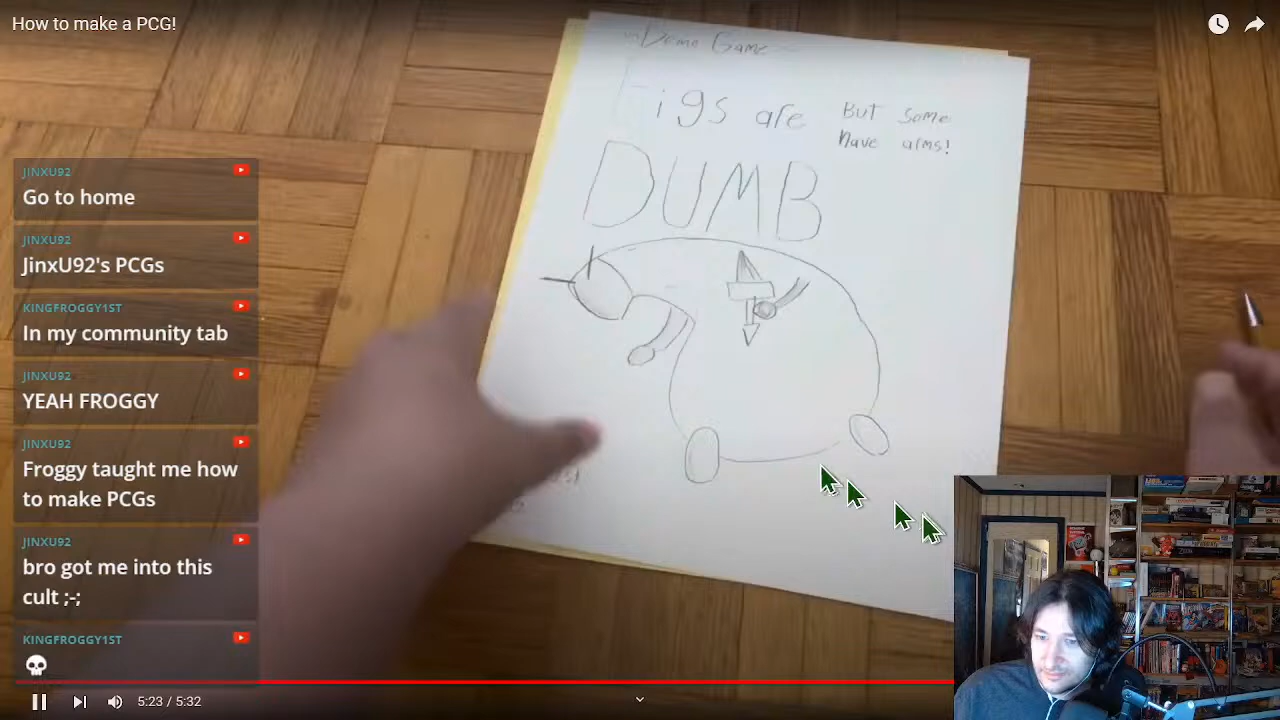 How to make a PCG!
Demo Game
igs are
But some
have arms!
DUMB
JINXU92
Go to home
JINXU92
JinxU92's PCGs
KINGFROGGY1ST
In my community tab
JINXU92
YEAH FROGGY
JINXU92
Froggy taught me how
to make PCGs
JINXU92
bro got me into this
cult ;-;
KINGFROGGY1ST
5:23 / 5:32